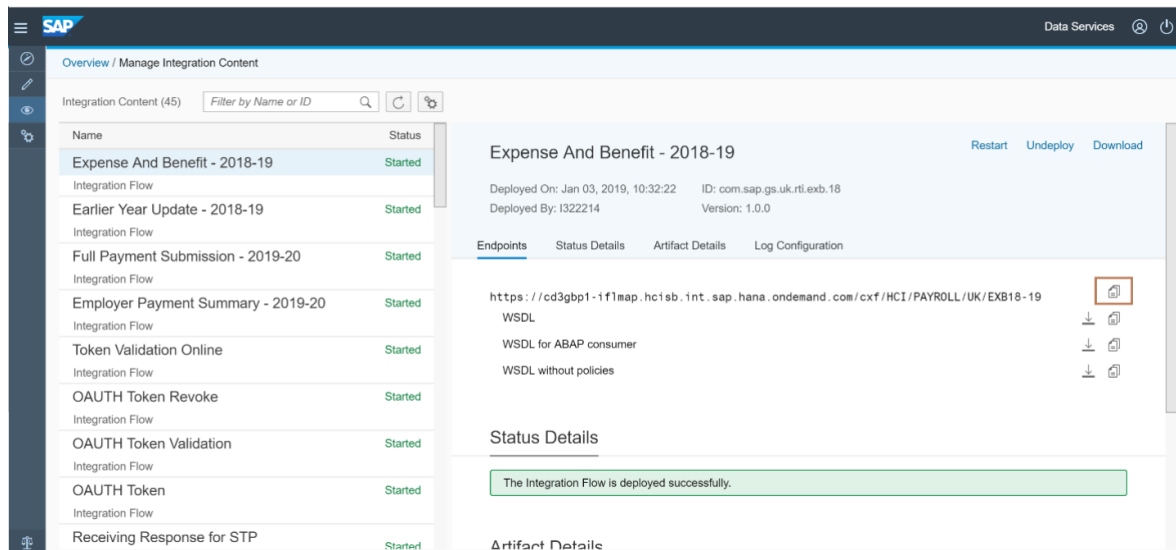 SAP
Data Services
Overview / Manage Integration Content
Integration Content (45)
Filter by Name or ID
Name Status
Expense And Benefit - 2018-19 Started
Integration Flow
Earlier Year Update - 2018-19 Started
Integration Flow
Full Payment Submission - 2019-20 Started
Integration Flow
Employer Payment Summary - 2019-20 Started
Integration Flow
Token Validation Online Started
Integration Flow
OAUTH Token Revoke Started
Integration Flow
OAUTH Token Validation Started
Integration Flow
OAUTH Token Started
Integration Flow
Receiving Response for STP Started
Expense And Benefit - 2018-19
Restart Undeploy Download
Deployed On: Jan 03, 2019, 10:32:22 ID: com.sap.gs.uk.rti.exb.18
Deployed By: I322214 Version: 1.0.0
Endpoints Status Details Artifact Details Log Configuration
https://cd3gbp1-iflmap.hcisb.int.sap.hana.ondemand.com/cxf/HCI/PAYROLL/UK/EXB18-19
WSDL
WSDL for ABAP consumer
WSDL without policies
Status Details
The Integration Flow is deployed successfully.
Artifact Details